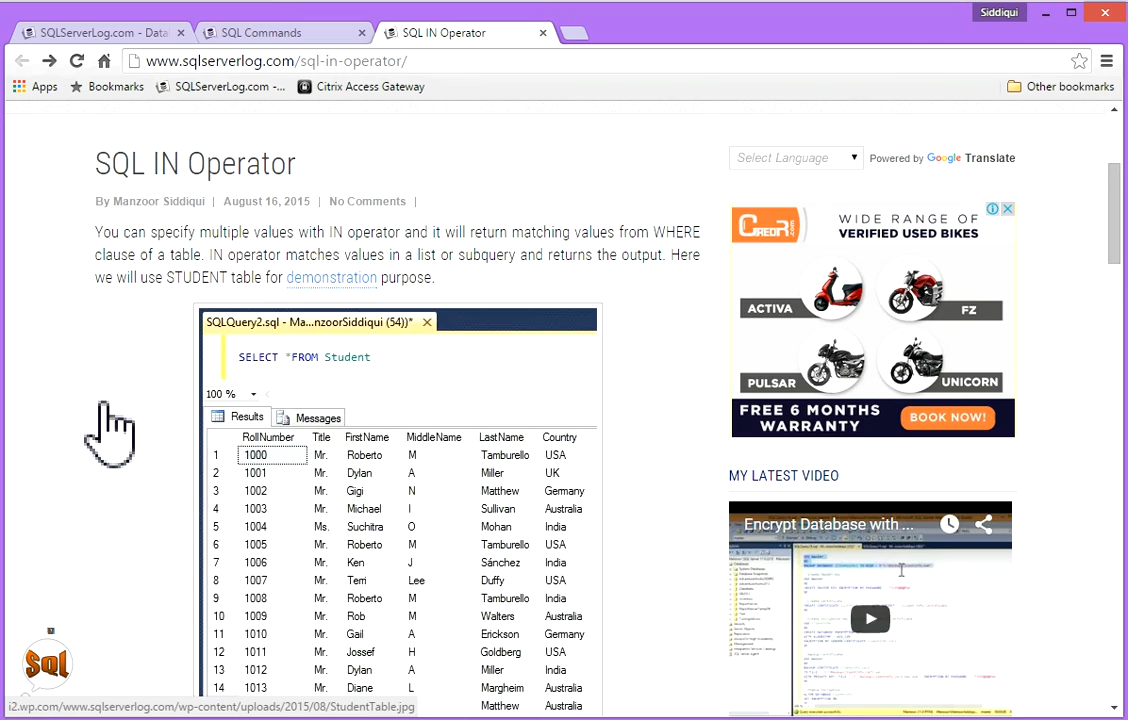 Siddiqui
SQLServerLog.com - Data
SQL Commands
SQL IN Operator
www.sqlserverlog.com/sql-in-operator/
Apps
Bookmarks
SQLServerLog.com -...
Citrix Access Gateway
Other bookmarks
SQL IN Operator
By Manzoor Siddiqui | August 16, 2015 | No Comments |
You can specify multiple values with IN operator and it will return matching values from WHERE
clause of a table. IN operator matches values in a list or subquery and returns the output. Here
we will use STUDENT table for demonstration purpose.
SQLQuery2.sql - Ma...nzoorSiddiqui (54))*
SELECT *FROM Student
100 %
Results
Messages
RollNumber Title FirstName MiddleName LastName Country
1 1000 Mr. Roberto M Tamburello USA
2 1001 Mr. Dylan A Miller UK
3 1002 Mr. Gigi N Matthew Germany
4 1003 Mr. Michael I Sullivan Australia
5 1004 Ms. Suchitra O Mohan India
6 1005 Mr. Roberto M Tamburello USA
7 1006 Mr. Ken J Sánchez India
8 1007 Mr. Terri Lee Duffy USA
9 1008 Mr. Roberto M Tamburello India
10 1009 Mr. Rob M Walters Australia
11 1010 Mr. Gail A Erickson Germany
12 1011 Mr. Jossef H Goldberg USA
13 1012 Mr. Dylan A Miller India
14 1013 Mr. Diane L Margheim Australia
Matthew Australia
Sql
i2.wp.com/www.sqlserverlog.com/wp-content/uploads/2015/08/StudentTable.jpg
Select Language
Powered by Google Translate
CREDR.com
WIDE RANGE OF
VERIFIED USED BIKES
ACTIVA
FZ
PULSAR
UNICORN
FREE 6 MONTHS
WARRANTY
BOOK NOW!
MY LATEST VIDEO
Encrypt Database with ...